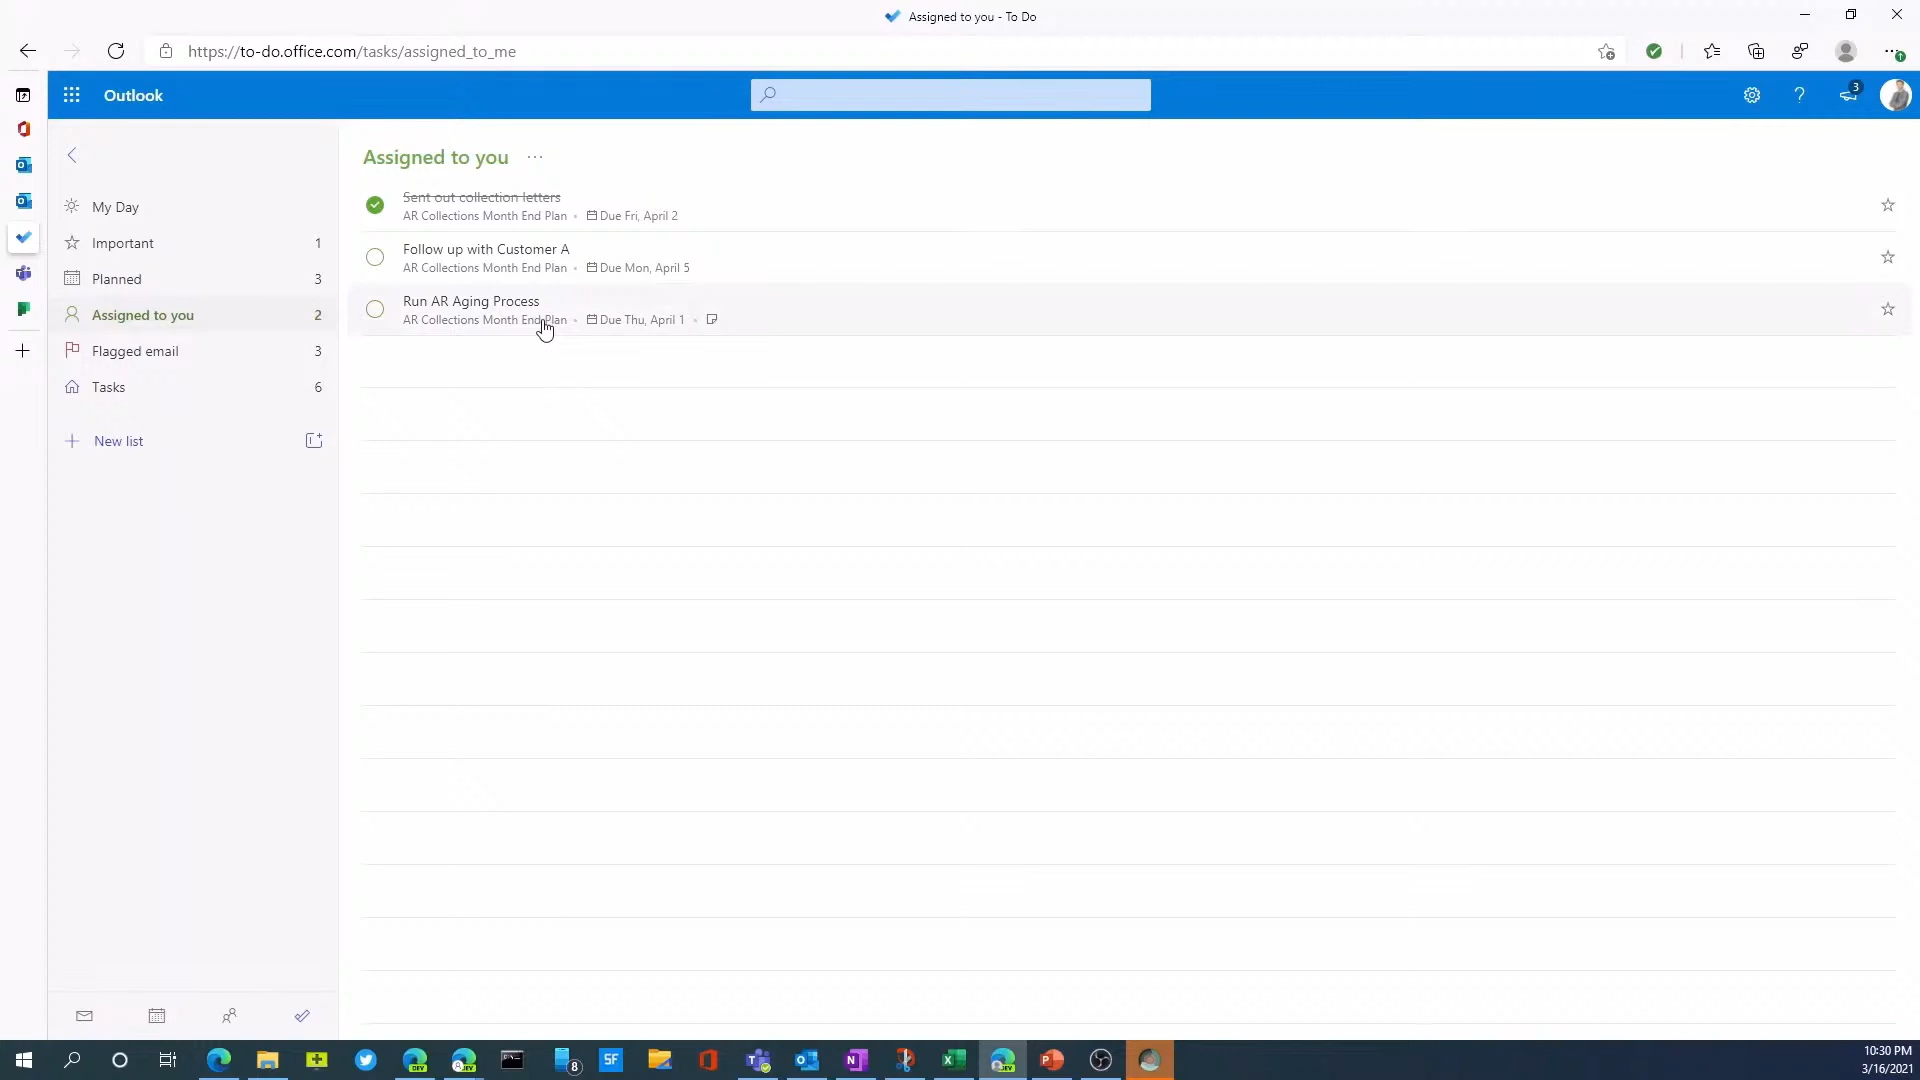 Assigned to you - To Do
https://to-do.office.com/tasks/assigned_to_me
Outlook
3
My Day
Important 1
Planned 3
Assigned to you 2
Flagged email 3
Tasks 6
New list
Assigned to you ...
Sent out collection letters
AR Collections Month End Plan • Due Fri, April 2
Follow up with Customer A
AR Collections Month End Plan • Due Mon, April 5
Run AR Aging Process
AR Collections Month End Plan • Due Thu, April 1 •
DEV
DEV
8
SF
10:30 PM
3/16/2021